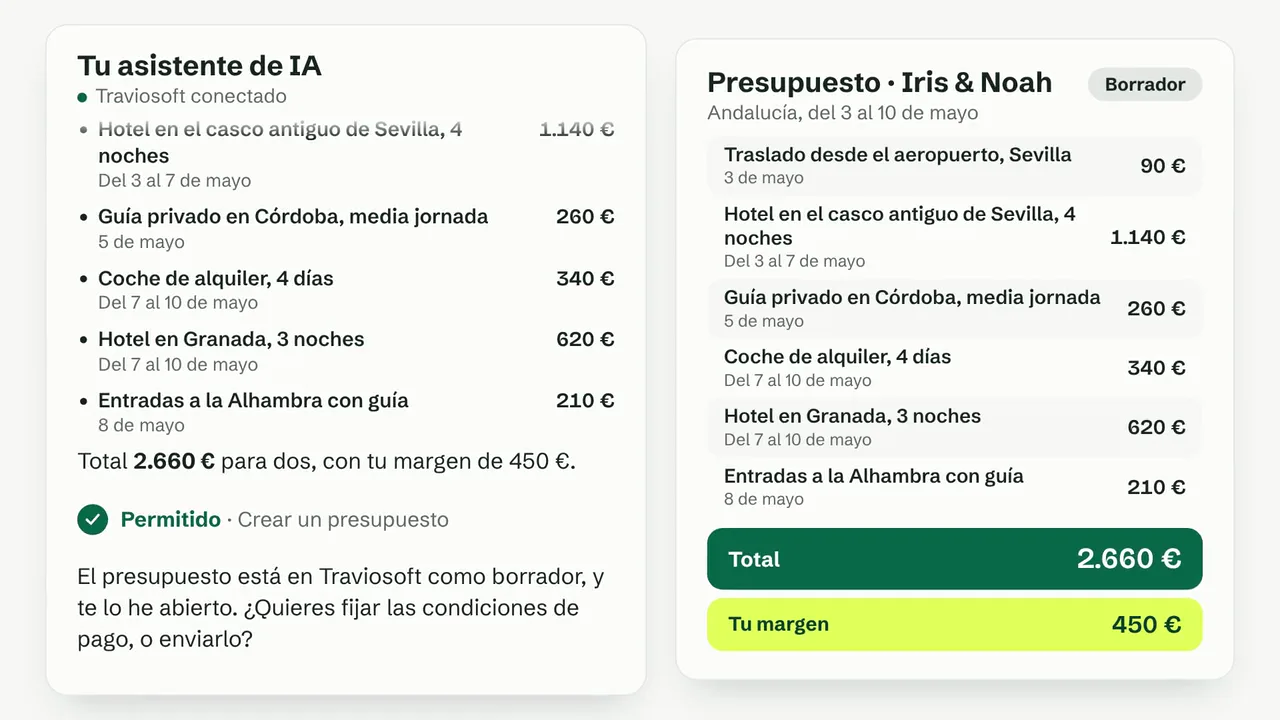 Tu asistente de IA
Traviosoft conectado
• Hotel en el casco antiguo de Sevilla, 4 1.140 €
noches
Del 3 al 7 de mayo
• Guía privado en Córdoba, media jornada 260 €
5 de mayo
• Coche de alquiler, 4 días 340 €
Del 7 al 10 de mayo
• Hotel en Granada, 3 noches 620 €
Del 7 al 10 de mayo
• Entradas a la Alhambra con guía 210 €
8 de mayo
Total 2.660 € para dos, con tu margen de 450 €.
Permitido · Crear un presupuesto
El presupuesto está en Traviosoft como borrador, y
te lo he abierto. ¿Quieres fijar las condiciones de
pago, o enviarlo?
Presupuesto · Iris & Noah Borrador
Andalucía, del 3 al 10 de mayo
Traslado desde el aeropuerto, Sevilla 90 €
3 de mayo
Hotel en el casco antiguo de Sevilla, 4
noches 1.140 €
Del 3 al 7 de mayo
Guía privado en Córdoba, media jornada 260 €
5 de mayo
Coche de alquiler, 4 días 340 €
Del 7 al 10 de mayo
Hotel en Granada, 3 noches 620 €
Del 7 al 10 de mayo
Entradas a la Alhambra con guía 210 €
8 de mayo
Total 2.660 €
Tu margen 450 €